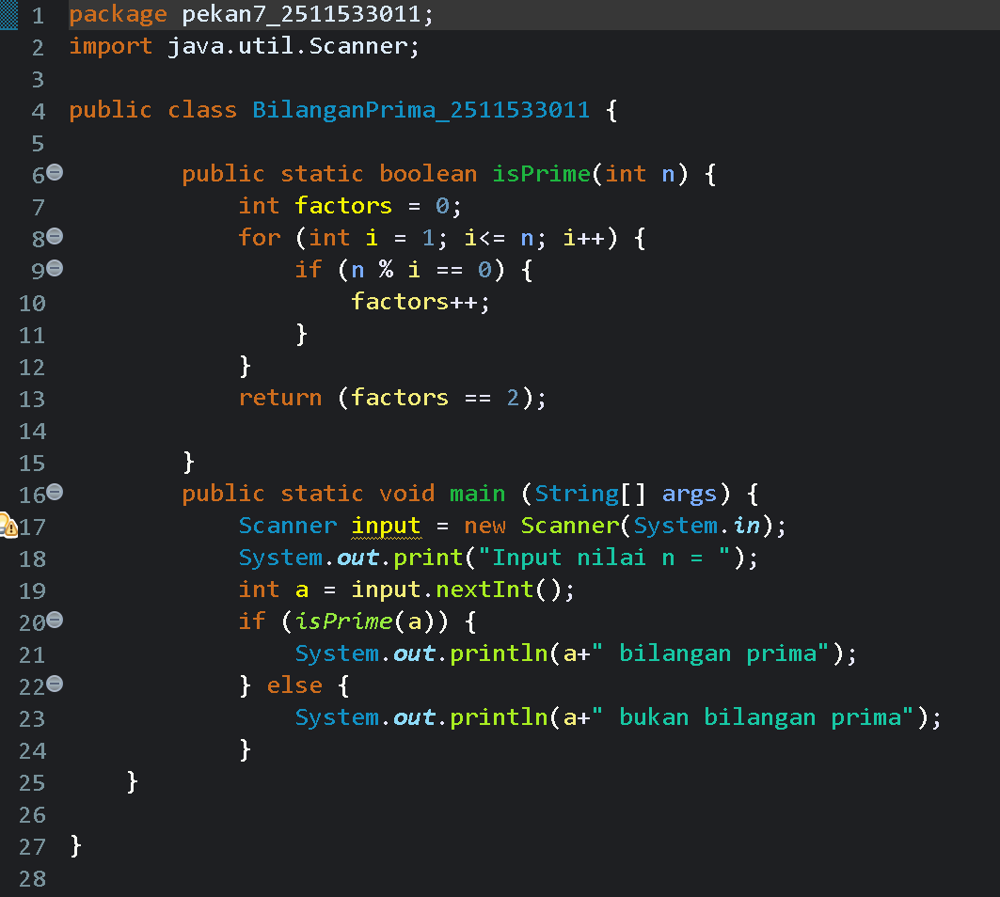 1 package pekan7_2511533011;
2 import java.util.Scanner;
3
4 public class BilanganPrima_2511533011 {
5
6 public static boolean isPrime(int n) {
7 int factors = 0;
8 for (int i = 1; i<= n; i++) {
9 if (n % i == 0) {
10 factors++;
11 }
12 }
13 return (factors == 2);
14
15 }
16 public static void main (String[] args) {
17 Scanner input = new Scanner(System.in);
18 System.out.print("Input nilai n = ");
19 int a = input.nextInt();
20 if (isPrime(a)) {
21 System.out.println(a+" bilangan prima");
22 } else {
23 System.out.println(a+" bukan bilangan prima");
24 }
25 }
26
27 }
28